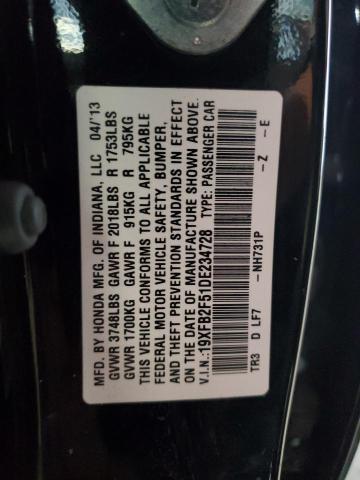 MFD. BY HONDA MFG. OF INDIANA, LLC 04/'13
GVWR 3748LBS GAWR F 2018LBS R 1753LBS
GVWR 1700KG GAWR F 915KG R 795KG
THIS VEHICLE CONFORMS TO ALL APPLICABLE
FEDERAL MOTOR VEHICLE SAFETY, BUMPER,
AND THEFT PREVENTION STANDARDS IN EFFECT
ON THE DATE OF MANUFACTURE SHOWN ABOVE.
V.I.N.:19XFB2F51DE234728 TYPE: PASSENGER CAR
-NH731P -Z -E
TR3 D LF7